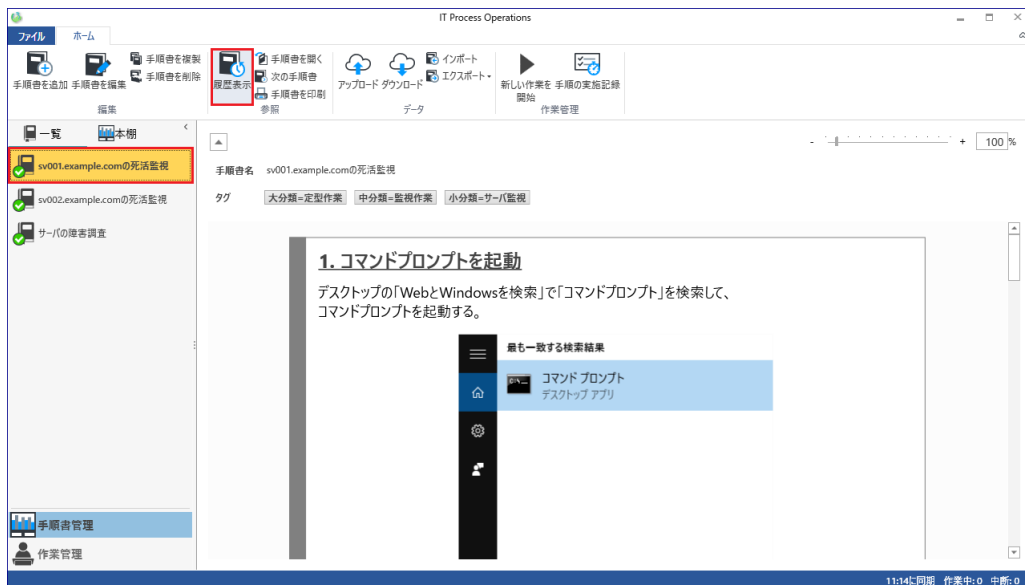 IT Process Operations
ファイル ホーム
手順書を追加 手順書を編集 手順書を複製 手順書を削除
編集
履歴表示 手順書を開く 次の手順書 手順書を印刷
参照
アップロード ダウンロード インポート エクスポート
データ
新しい作業を開始 手順の実施記録
作業管理
一覧 本棚
sv001.example.comの死活監視
sv002.example.comの死活監視
サーバの障害調査
手順書管理
作業管理
- + 100 %
手順書名 sv001.example.comの死活監視
タグ 大分類=定型作業 中分類=監視作業 小分類=サーバ監視
1. コマンドプロンプトを起動
デスクトップの「WebとWindowsを検索」で「コマンドプロンプト」を検索して、
コマンドプロンプトを起動する。
最も一致する検索結果
コマンド プロンプト
デスクトップ アプリ
11:14に同期 作業中: 0 中断: 0